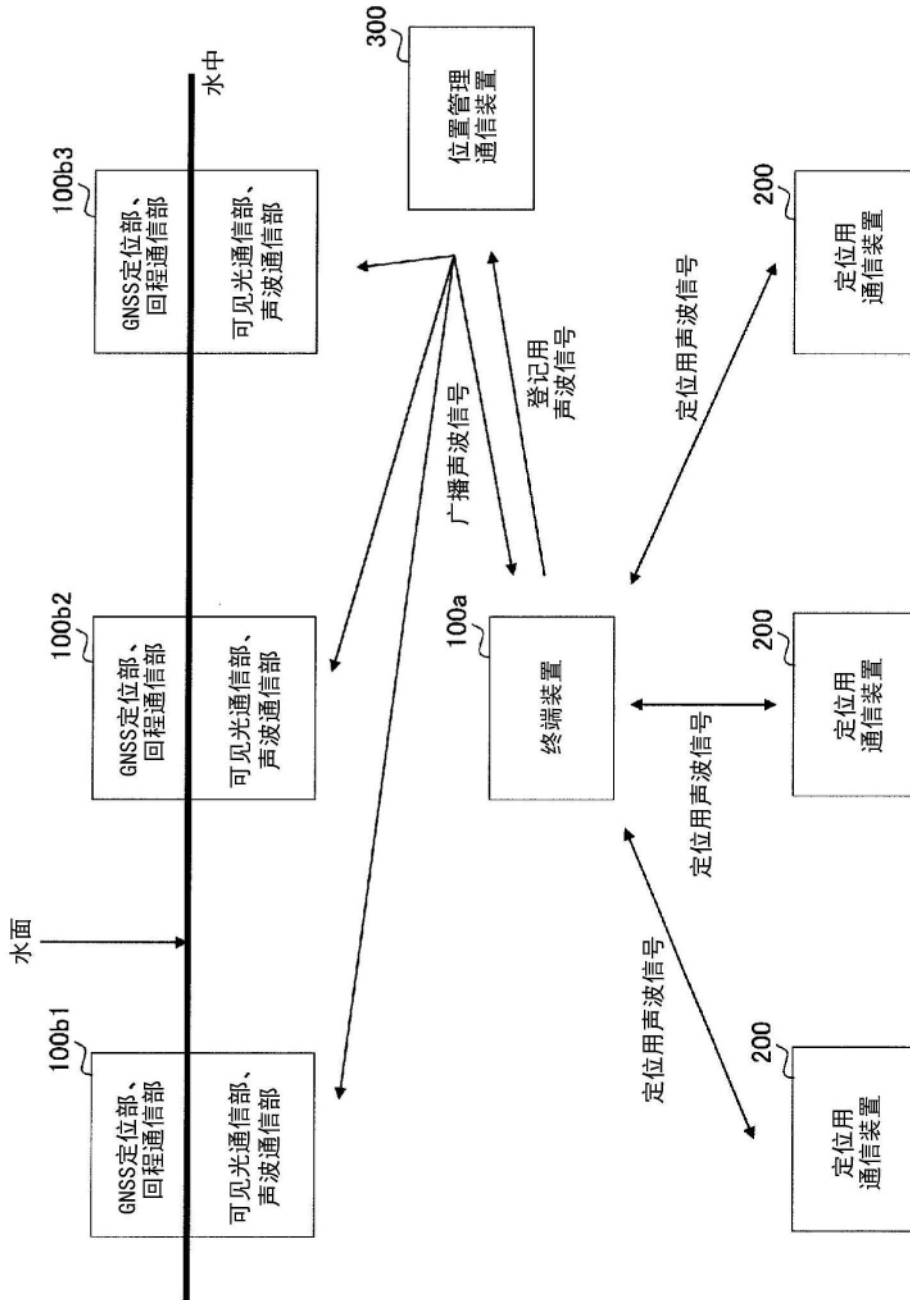 水面
水中
100b1
GNSS定位部、
回程通信部
可见光通信部、
声波通信部
100b2
GNSS定位部、
回程通信部
可见光通信部、
声波通信部
100b3
GNSS定位部、
回程通信部
可见光通信部、
声波通信部
300
位置管理
通信装置
广播声波信号
登记用
声波信号
100a
终端装置
定位用声波信号
定位用声波信号
定位用声波信号
200
定位用
通信装置
200
定位用
通信装置
200
定位用
通信装置